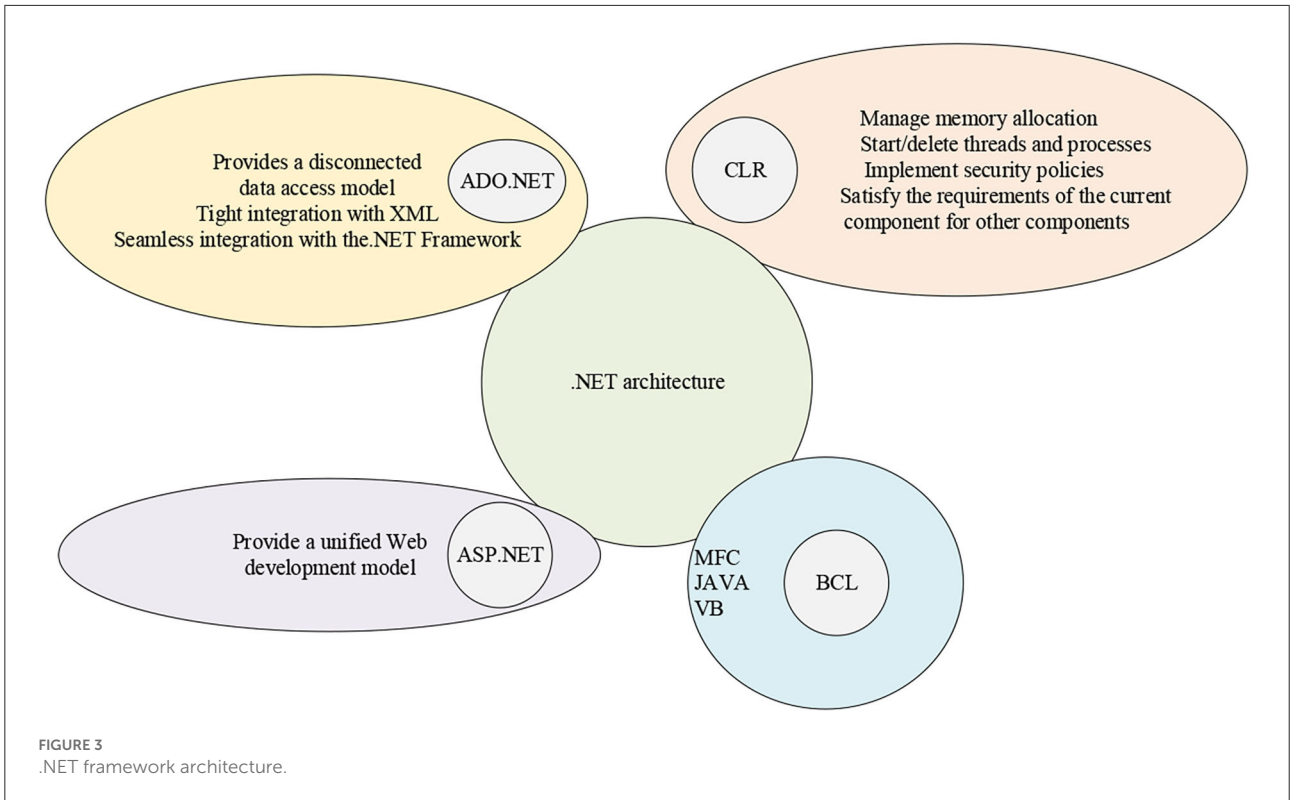 Provides a disconnected
data access model
Tight integration with XML
Seamless integration with the.NET Framework
ADO.NET
CLR
Manage memory allocation
Start/delete threads and processes
Implement security policies
Satisfy the requirements of the current
component for other components
.NET architecture
Provide a unified Web
development model
ASP.NET
MFC
JAVA
VB
BCL
FIGURE 3
.NET framework architecture.